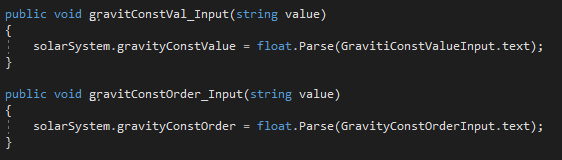 public void gravitConstVal_Input(string value)
{
solarSystem.gravityConstValue = float.Parse(GravitiConstValueInput.text);
}
public void gravitConstOrder_Input(string value)
{
solarSystem.gravityConstOrder = float.Parse(GravityConstOrderInput.text);
}